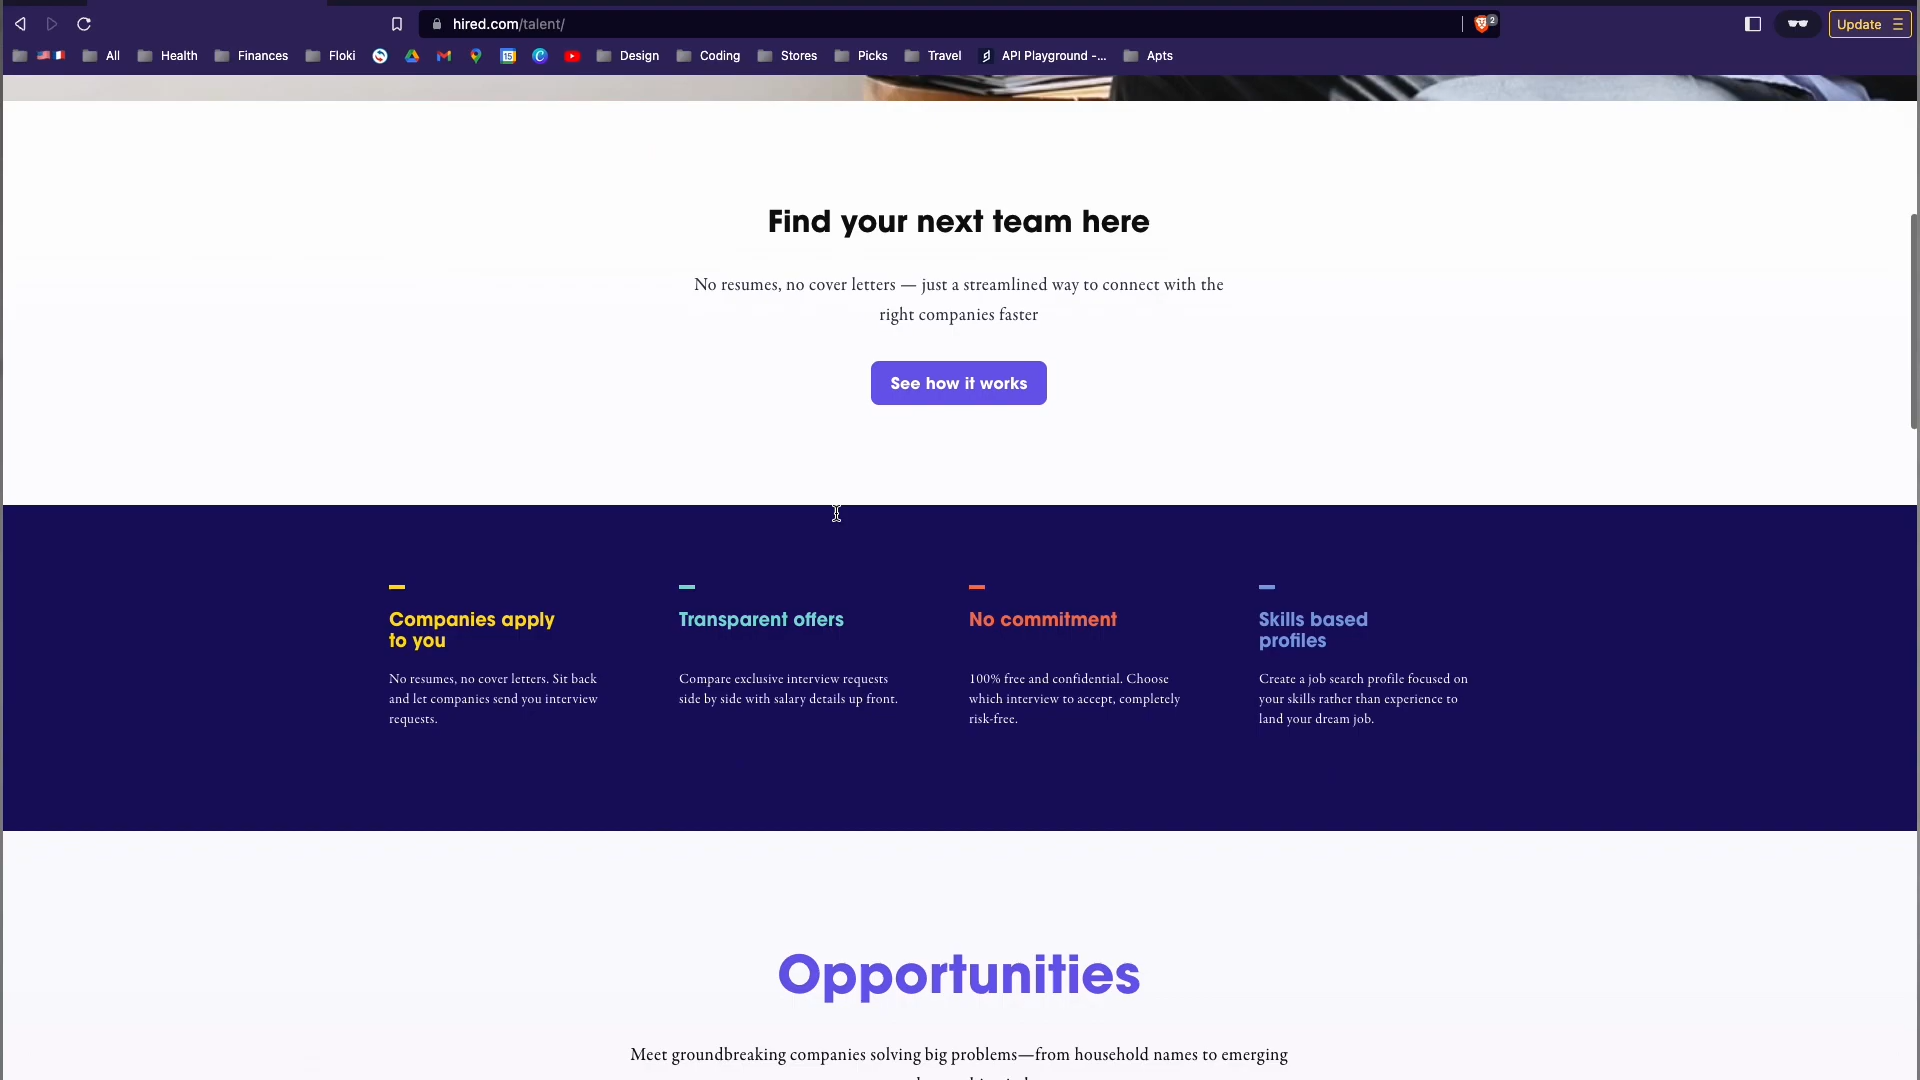 hired.com/talent/
2
Update
All
Health
Finances
Floki
15
Design
Coding
Stores
Picks
Travel
API Playground -...
Apts
Find your next team here
No resumes, no cover letters — just a streamlined way to connect with the
right companies faster
See how it works
Companies apply
to you
No resumes, no cover letters. Sit back
and let companies send you interview
requests.
Transparent offers
Compare exclusive interview requests
side by side with salary details up front.
No commitment
100% free and confidential. Choose
which interview to accept, completely
risk-free.
Skills based
profiles
Create a job search profile focused on
your skills rather than experience to
land your dream job.
Opportunities
Meet groundbreaking companies solving big problems—from household names to emerging